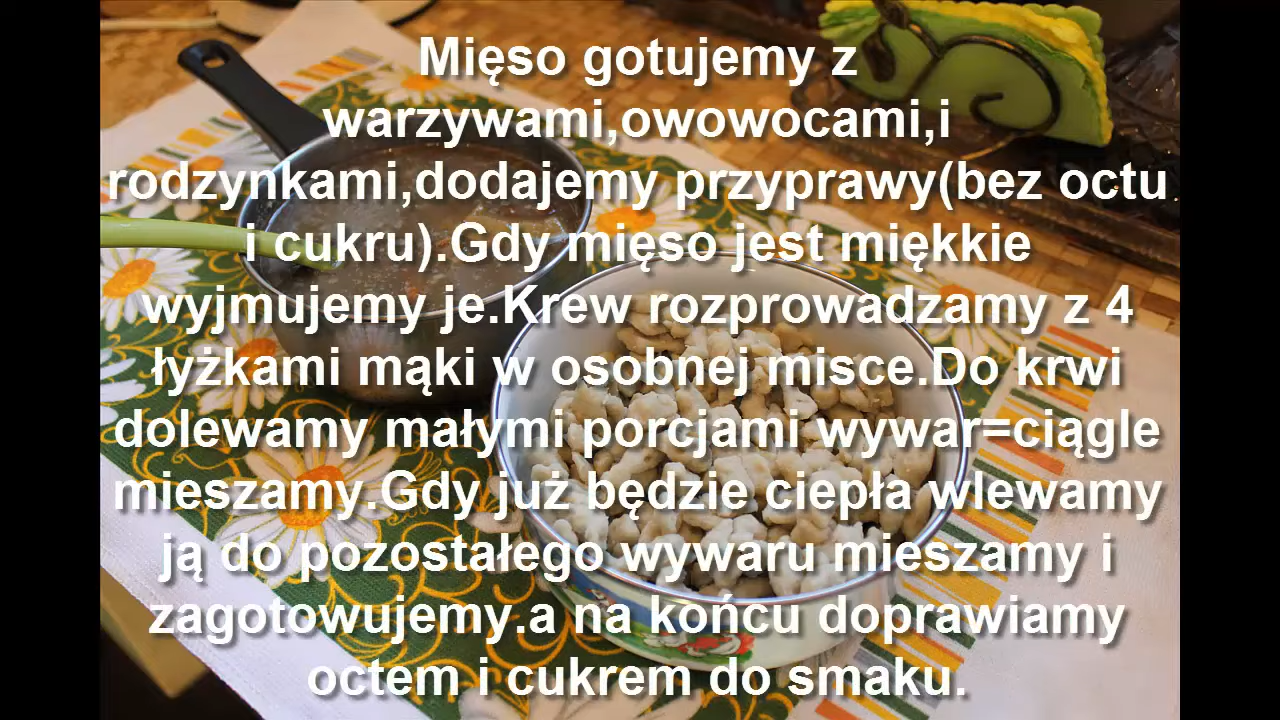 Mięso gotujemy z
warzywami,owowocami,i
rodzynkami,dodajemy przyprawy(bez octu
i cukru).Gdy mięso jest miękkie
wyjmujemy je.Krew rozprowadzamy z 4
łyżkami mąki w osobnej misce.Do krwi
dolewamy małymi porcjami wywar=ciągle
mieszamy.Gdy już będzie ciepła wlewamy
ją do pozostałego wywaru mieszamy i
zagotowujemy.a na końcu doprawiamy
octem i cukrem do smaku.